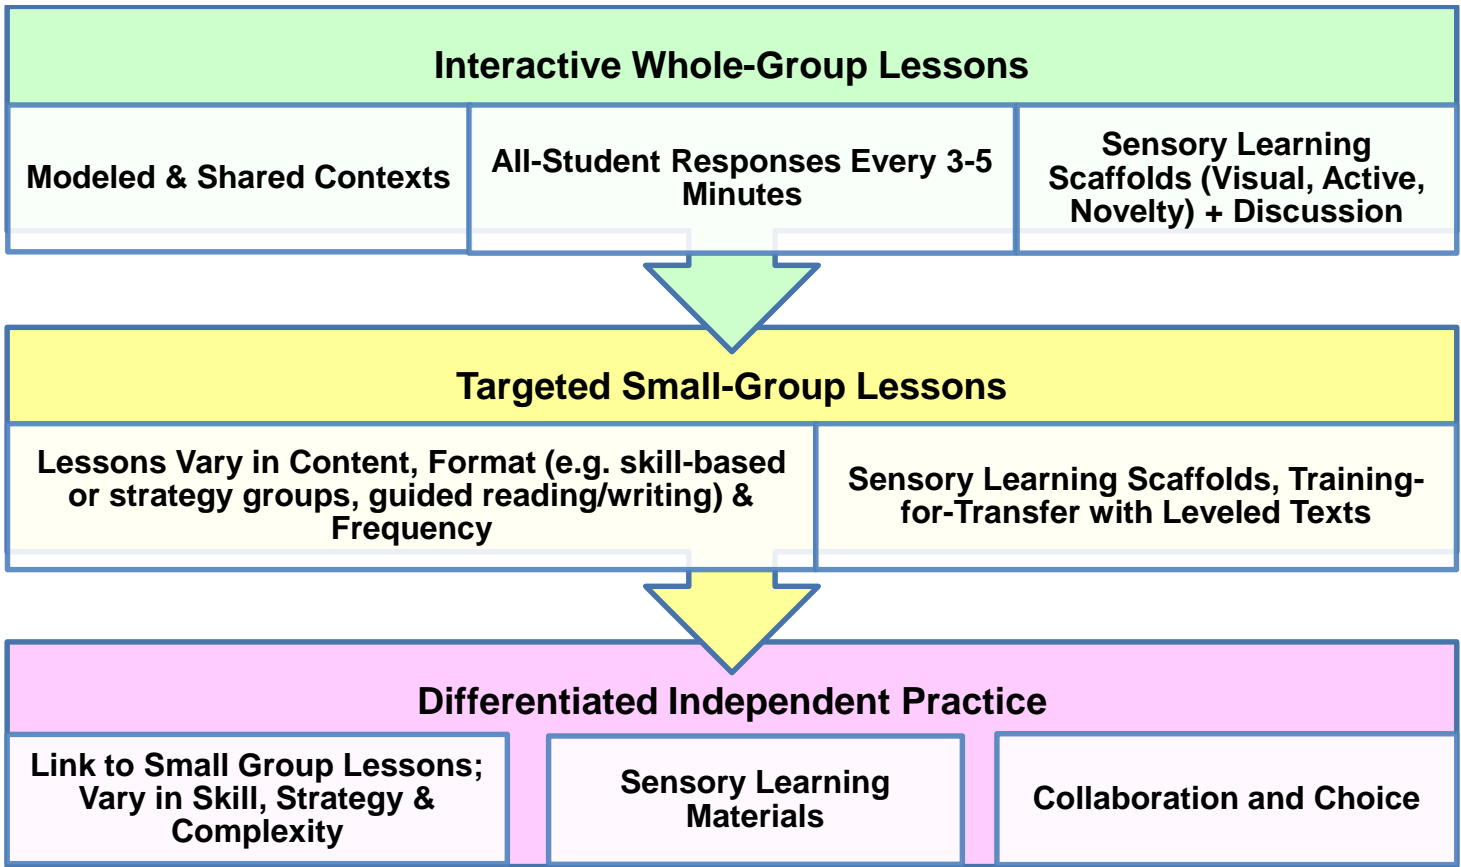 Interactive Whole-Group Lessons
Modeled & Shared Contexts
All-Student Responses Every 3-5
Minutes
Sensory Learning
Scaffolds (Visual, Active,
Novelty) + Discussion
Targeted Small-Group Lessons
Lessons Vary in Content, Format (e.g. skill-based
or strategy groups, guided reading/writing) &
Frequency
Sensory Learning Scaffolds, Training-
for-Transfer with Leveled Texts
Differentiated Independent Practice
Link to Small Group Lessons;
Vary in Skill, Strategy &
Complexity
Sensory Learning
Materials
Collaboration and Choice